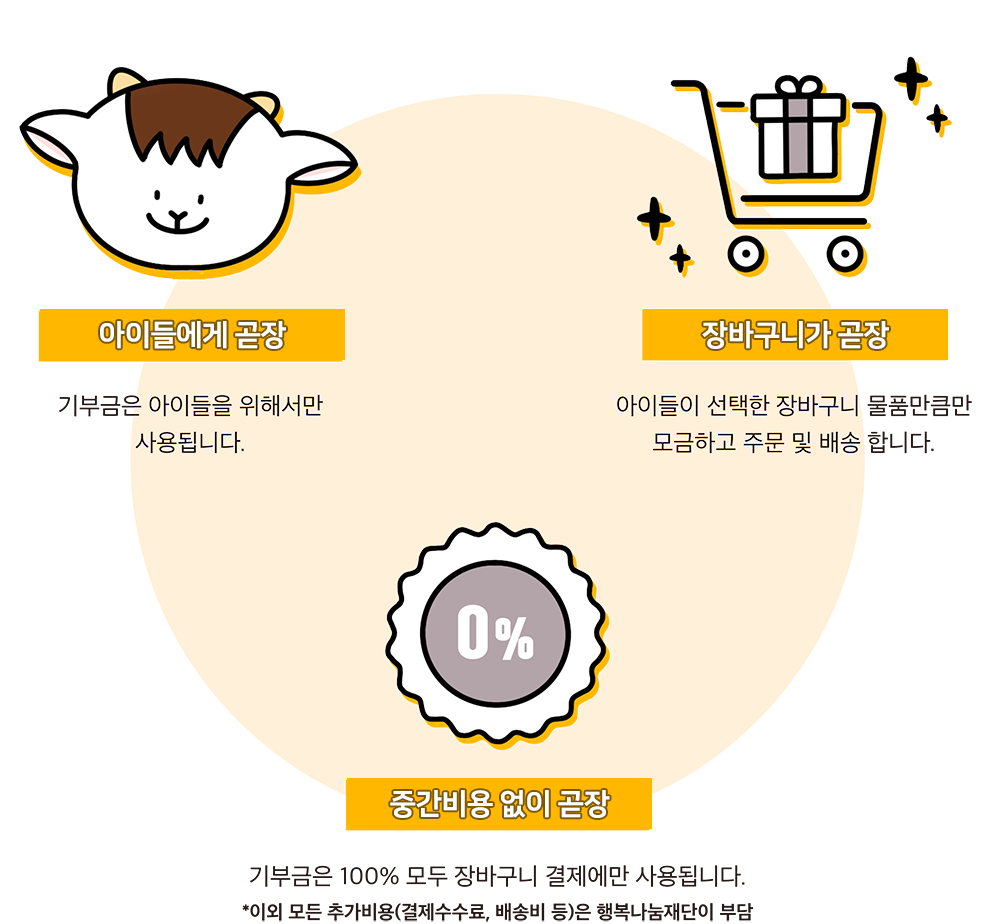 아이들에게 곧장
기부금은 아이들을 위해서만
사용됩니다.
장바구니가 곧장
아이들이 선택한 장바구니 물품만큼만
모금하고 주문 및 배송 합니다.
0%
중간비용 없이 곧장
기부금은 100% 모두 장바구니 결제에만 사용됩니다.
*이외 모든 추가비용(결제수수료, 배송비 등)은 행복나눔재단이 부담